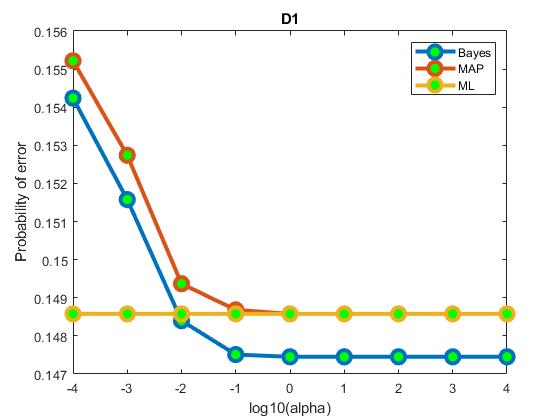 D1
0.156
0.155
0.154
0.153
0.152
0.151
0.15
0.149
0.148
0.147
Probability of error
Bayes
MAP
ML
-4 -3 -2 -1 0 1 2 3 4
log10(alpha)